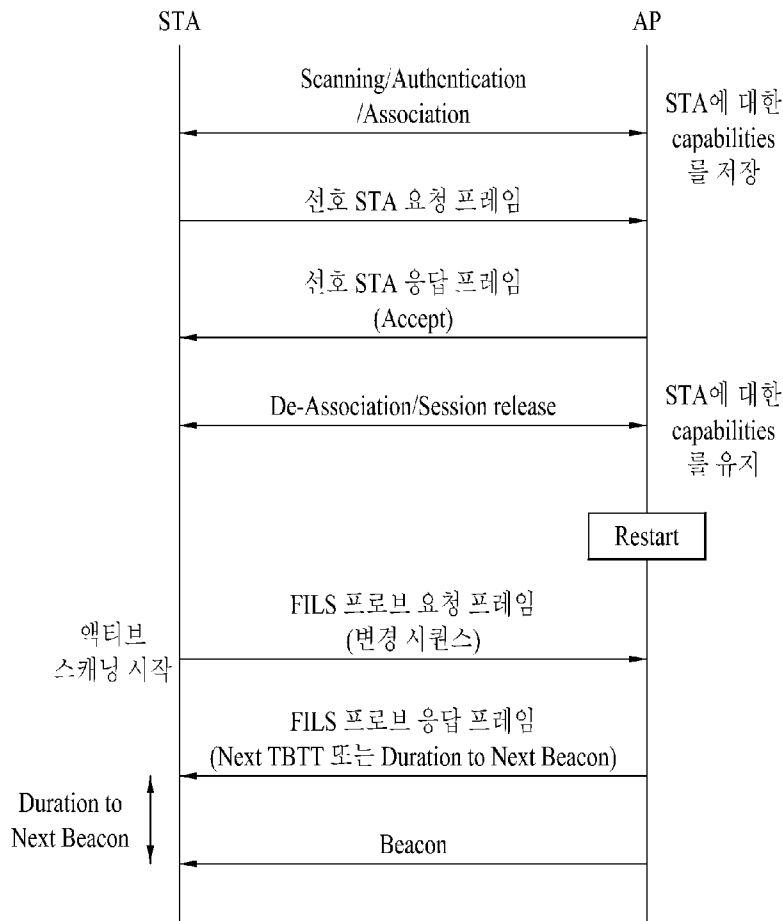 STA
AP
Scanning/Authentication
/Association
STA에 대한
capabilities
를 저장
선호 STA 요청 프레임
선호 STA 응답 프레임
(Accept)
De-Association/Session release
STA에 대한
capabilities
를 유지
Restart
FILS 프로브 요청 프레임
(변경 시퀀스)
액티브
스캐닝 시작
FILS 프로브 응답 프레임
(Next TBTT 또는 Duration to Next Beacon)
Duration to
Next Beacon
Beacon